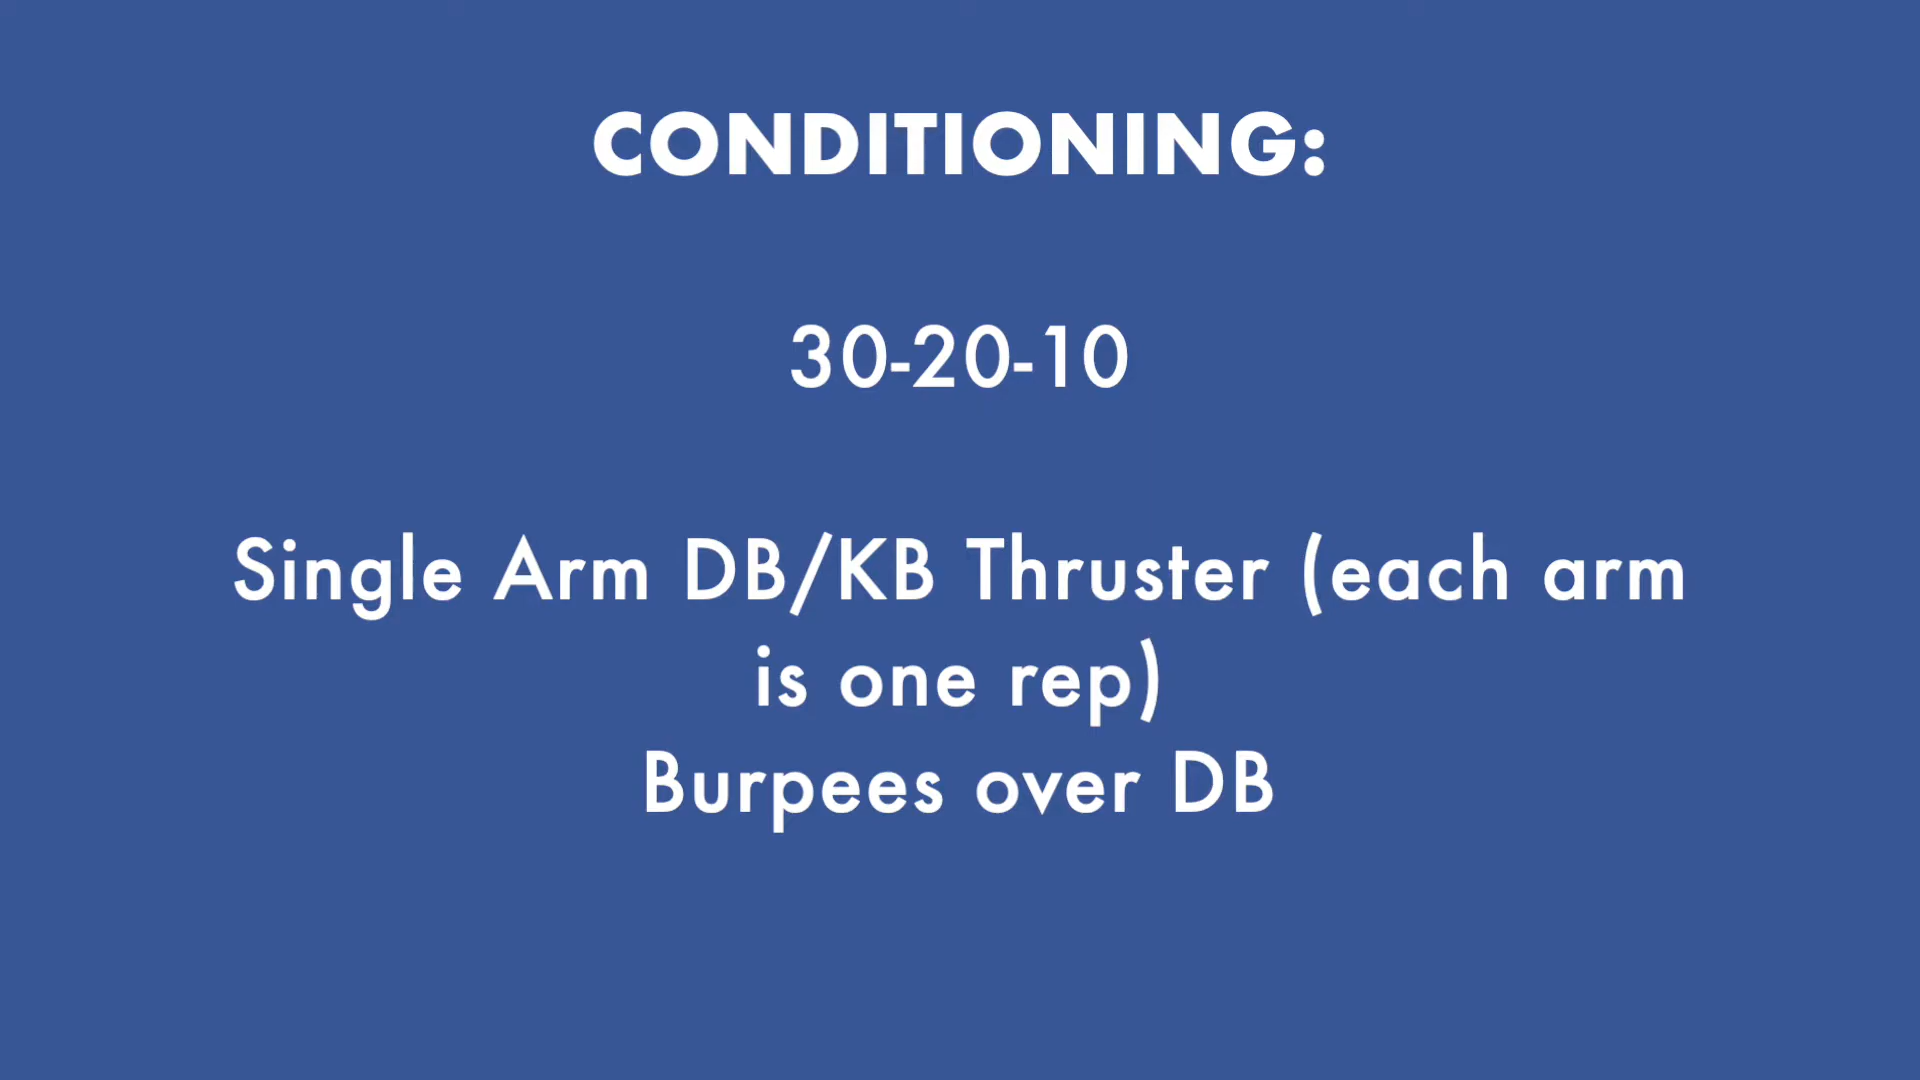 CONDITIONING:
30-20-10
Single Arm DB/KB Thruster (each arm
is one rep)
Burpees over DB